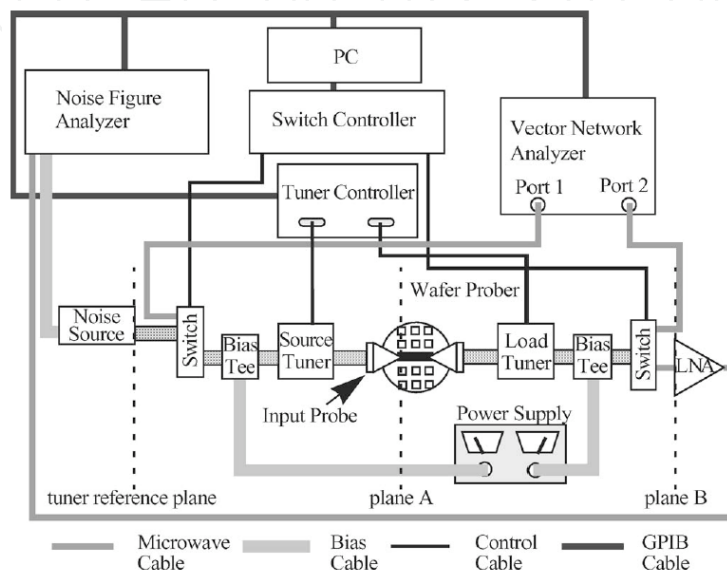 PC
Noise Figure
Analyzer
Switch Controller
Vector Network
Analyzer
Port 1
Port 2
Tuner Controller
Wafer Prober
Noise
Source
Switch
Bias
Tee
Source
Tuner
Load
Tuner
Bias
Tee
Switch
LNA
Input Probe
Power Supply
tuner reference plane
plane A
plane B
Microwave
Cable
Bias
Cable
Control
Cable
GPIB
Cable